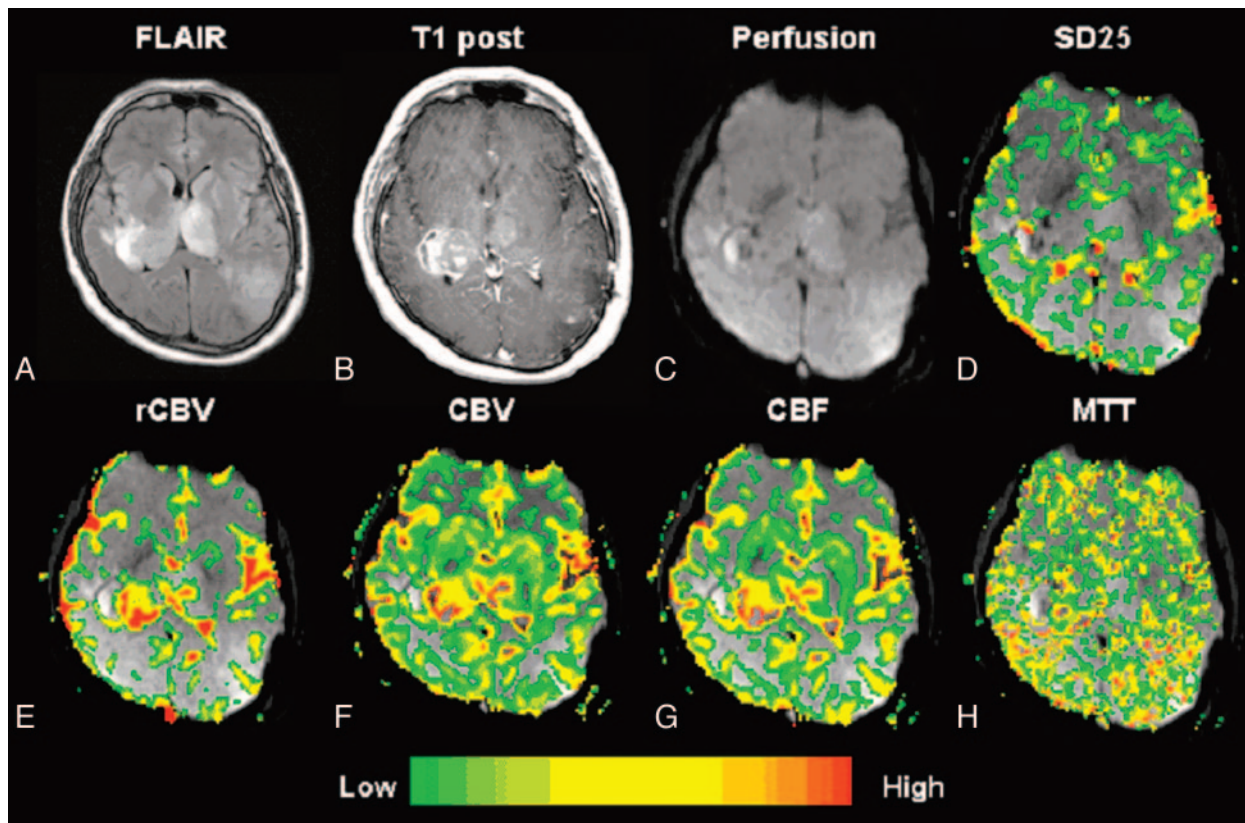 FLAIR T1 post Perfusion SD25
A B C D
rCBV CBV CBF MTT
E F G H
Low High